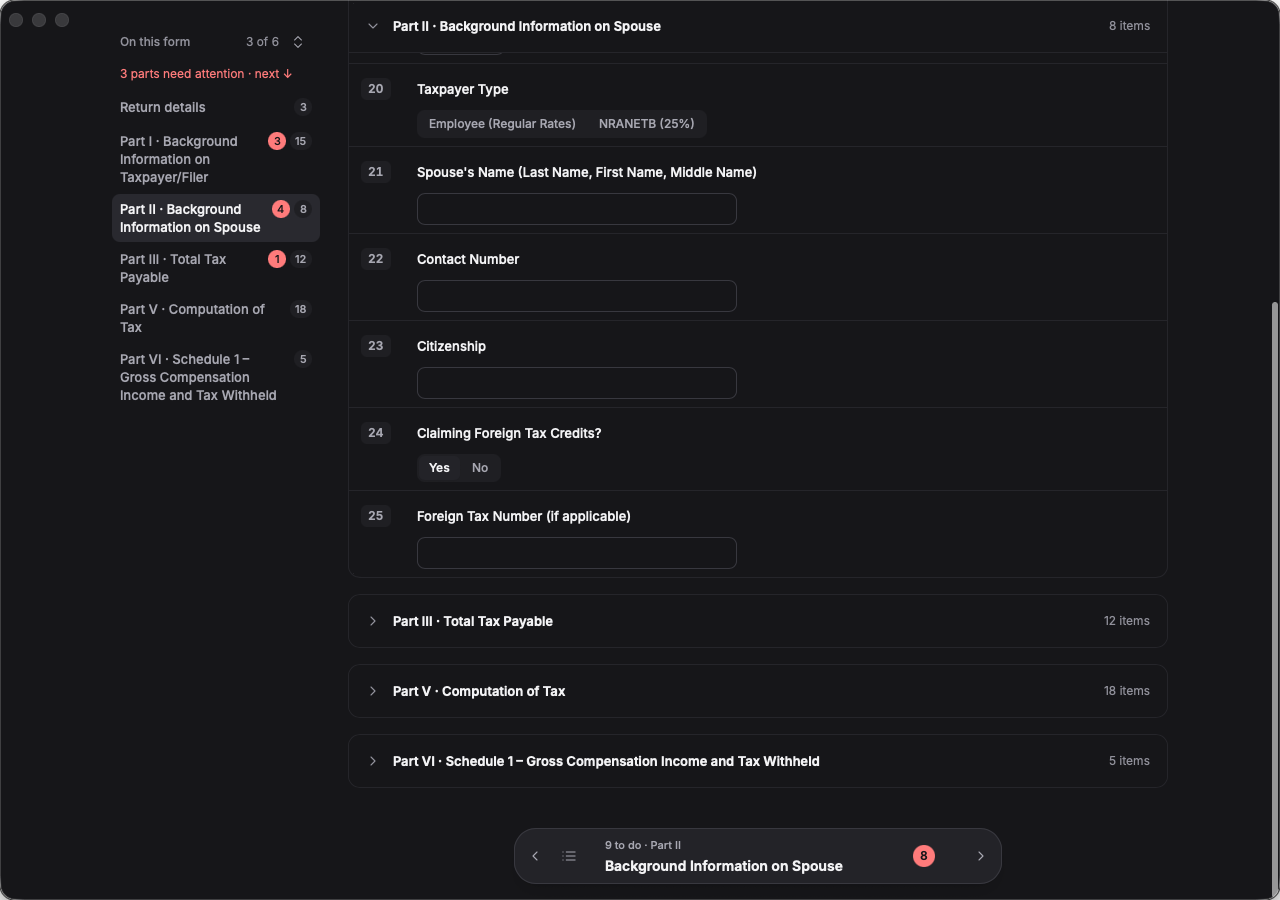 On this form
3 of 6
3 parts need attention · next ↓
Return details
3
Part I · Background
Information on
Taxpayer/Filer
3
15
Part II · Background
Information on Spouse
4
8
Part III · Total Tax
Payable
1
12
Part V · Computation of
Tax
18
Part VI · Schedule 1 –
Gross Compensation
Income and Tax Withheld
5
Part II · Background Information on Spouse
8 items
20
Taxpayer Type
Employee (Regular Rates)
NRANETB (25%)
21
Spouse's Name (Last Name, First Name, Middle Name)
22
Contact Number
23
Citizenship
24
Claiming Foreign Tax Credits?
Yes
No
25
Foreign Tax Number (if applicable)
Part III · Total Tax Payable
12 items
Part V · Computation of Tax
18 items
Part VI · Schedule 1 – Gross Compensation Income and Tax Withheld
5 items
9 to do · Part II
Background Information on Spouse
8